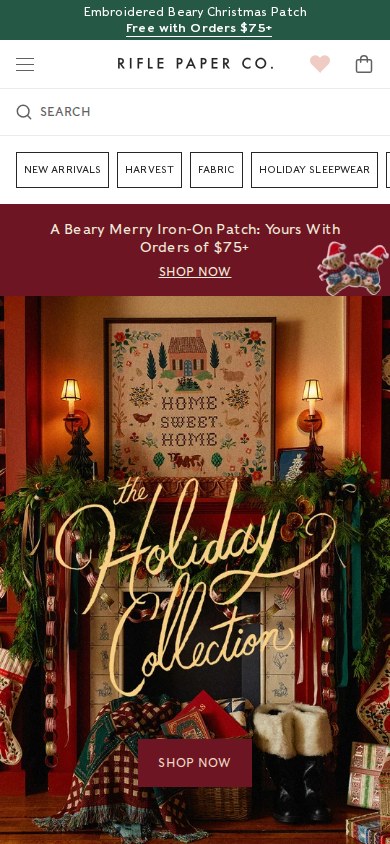 Embroidered Beary Christmas Patch
Free with Orders $75+
RIFLE PAPER CO.
SEARCH
NEW ARRIVALS
HARVEST
FABRIC
HOLIDAY SLEEPWEAR
A Beary Merry Iron-On Patch: Yours With
Orders of $75+
SHOP NOW
HOME
SWEET
HOME
the
Holiday
Collection
SHOP NOW